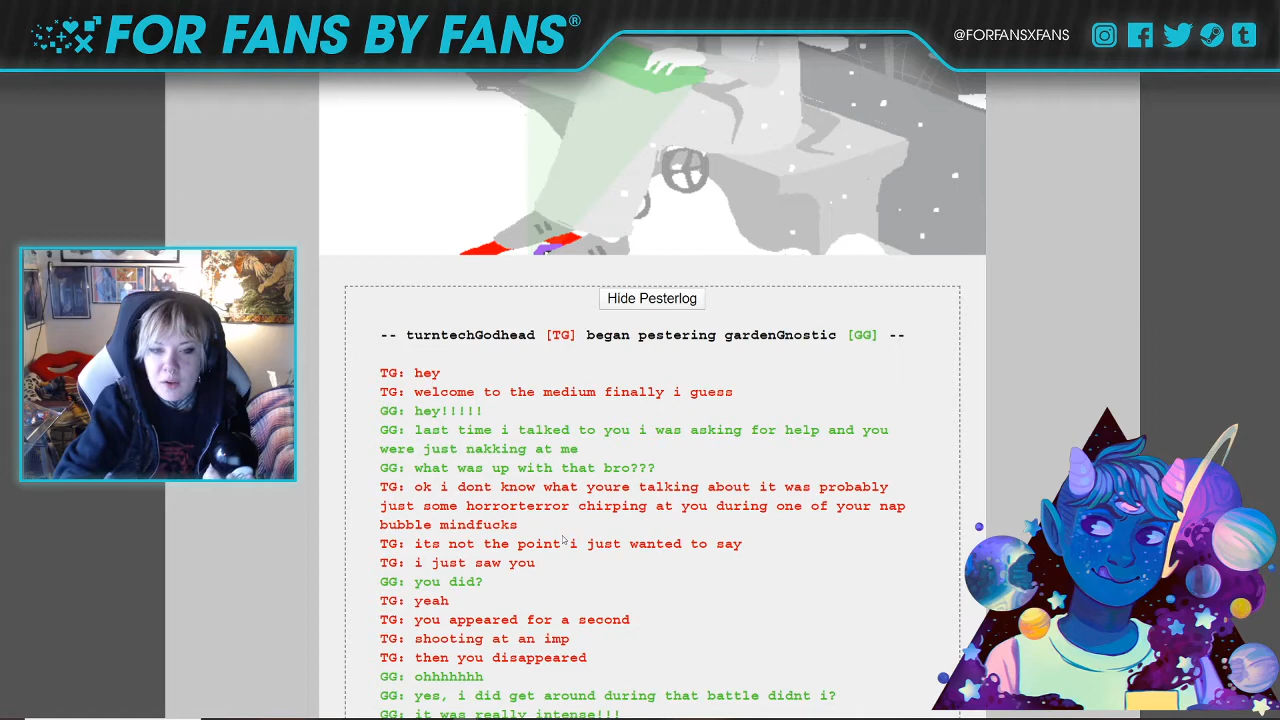 FOR FANS BY FANS®
@FORFANSXFANS
Hide Pesterlog
-- turntechGodhead [TG] began pestering gardenGnostic [GG] --
TG: hey
TG: welcome to the medium finally i guess
GG: hey!!!!!
GG: last time i talked to you i was asking for help and you
were just nakking at me
GG: what was up with that bro???
TG: ok i dont know what youre talking about it was probably
just some horrorterror chirping at you during one of your nap
bubble mindfucks
TG: its not the point i just wanted to say
TG: i just saw you
GG: you did?
TG: yeah
TG: you appeared for a second
TG: shooting at an imp
TG: then you disappeared
GG: ohhhhhhh
GG: yes, i did get around during that battle didnt i?
GG: it was really intense!!!